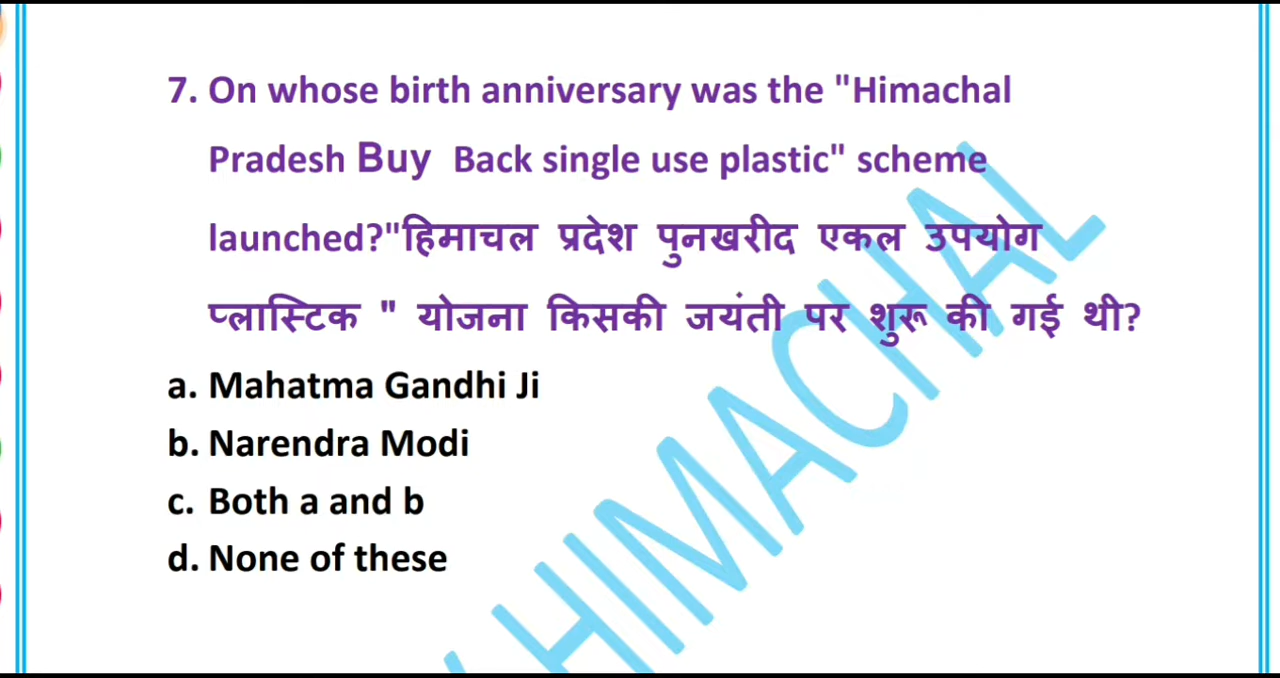 7. On whose birth anniversary was the "Himachal
Pradesh Buy Back single use plastic" scheme
launched?"हिमाचल प्रदेश पुनखरीद एकल उपयोग
प्लास्टिक " योजना किसकी जयंती पर शुरू की गई थी?
a. Mahatma Gandhi Ji
b. Narendra Modi
c. Both a and b
d. None of these
HIMACHAL